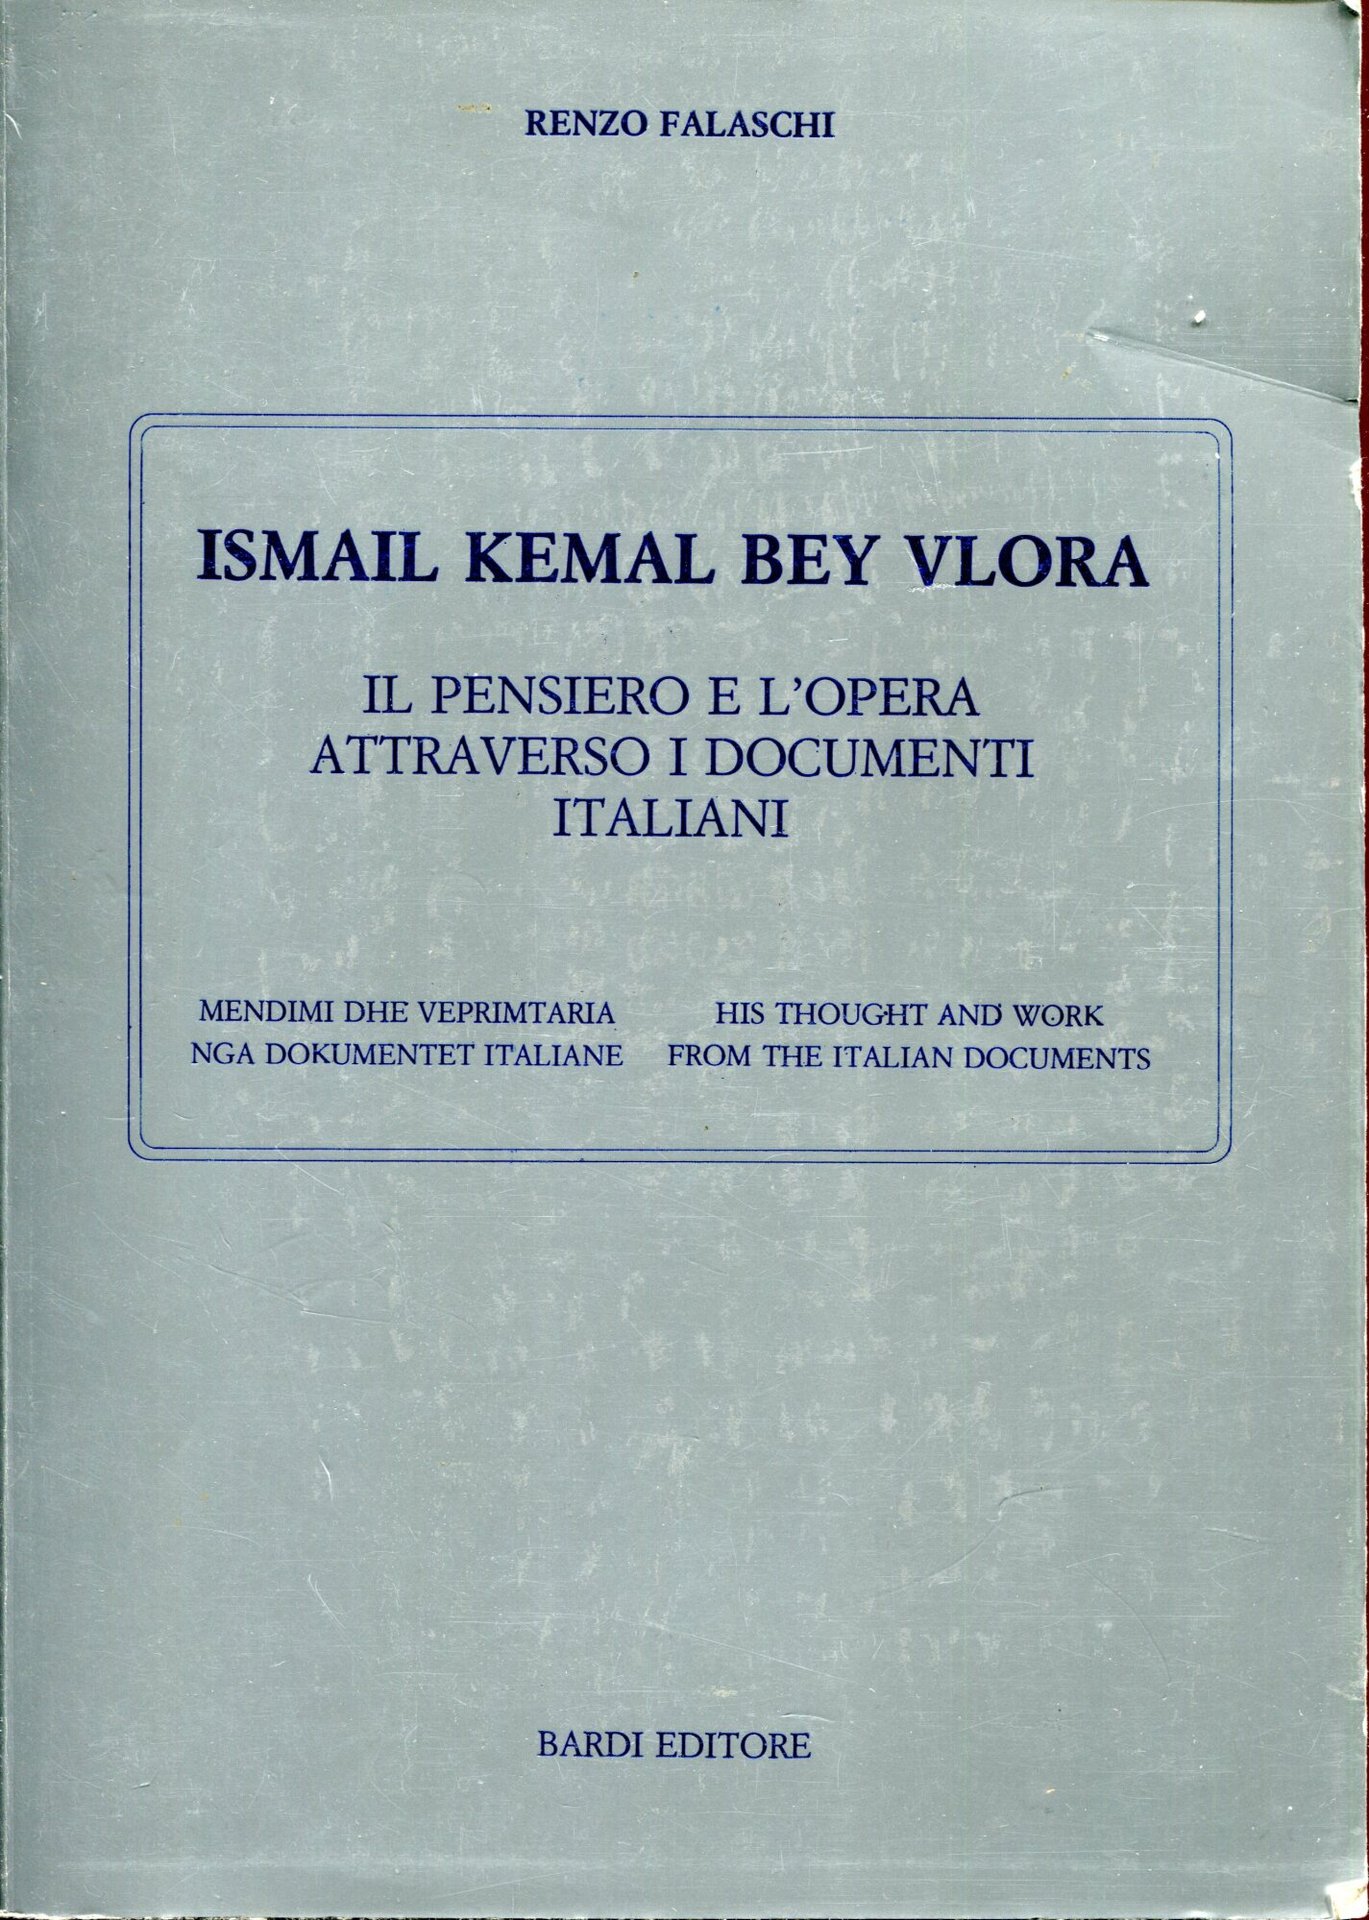 RENZO FALASCHI
ISMAIL KEMAL BEY VLORA
IL PENSIERO E L'OPERA
ATTRAVERSO I DOCUMENTI
ITALIANI
MENDIMI DHE VEPRIMTARIA
NGA DOKUMENTET ITALIANE
HIS THOUGHT AND WORK
FROM THE ITALIAN DOCUMENTS
BARDI EDITORE